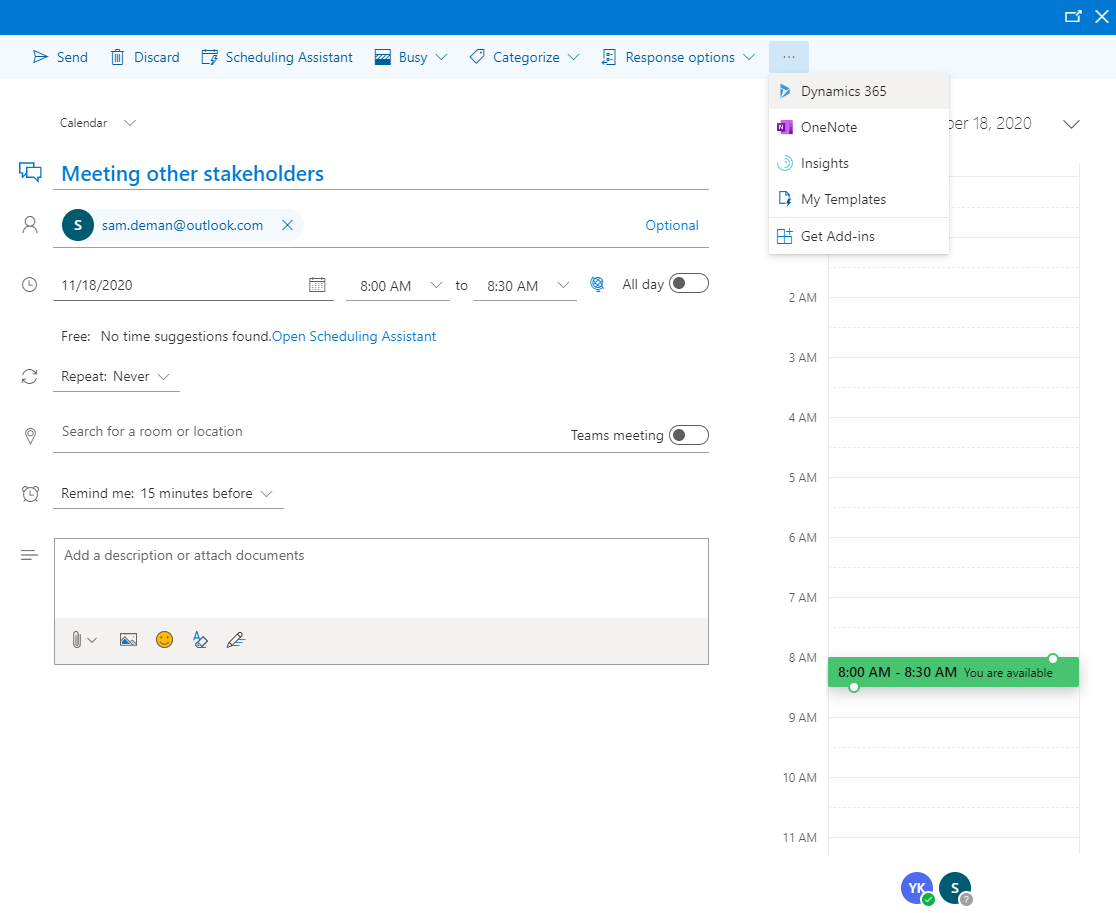 Send Discard Scheduling Assistant Busy Categorize Response options ...
Dynamics 365
OneNote
Insights
My Templates
Get Add-ins
Calendar
18, 2020
Meeting other stakeholders
S sam.deman@outlook.com Optional
11/18/2020 8:00 AM to 8:30 AM All day
Free: No time suggestions found.Open Scheduling Assistant
Repeat: Never
Search for a room or location Teams meeting
Remind me: 15 minutes before
Add a description or attach documents
2 AM
3 AM
4 AM
5 AM
6 AM
7 AM
8 AM
8:00 AM - 8:30 AM You are available
9 AM
10 AM
11 AM
YK S
?